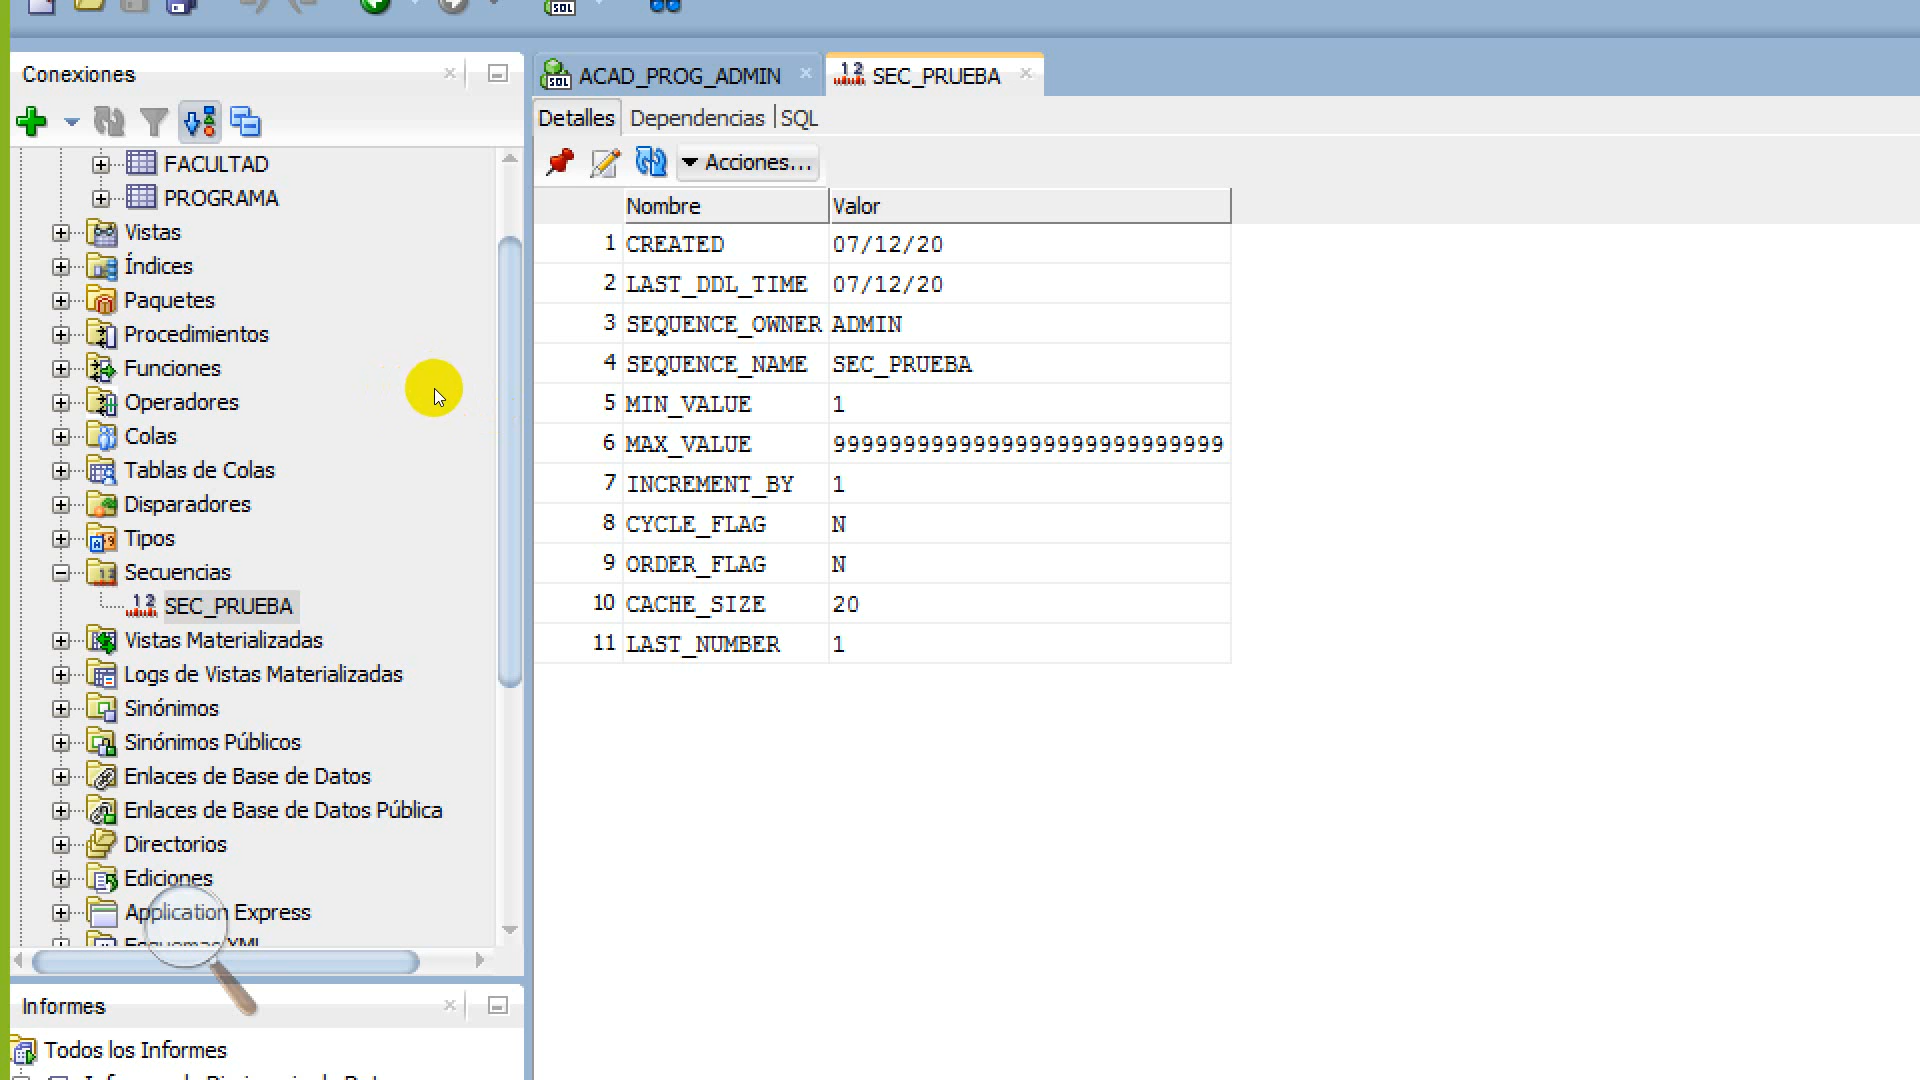 SQL
Conexiones
FACULTAD
PROGRAMA
Vistas
Índices
Paquetes
Procedimientos
Funciones
Operadores
Colas
Tablas de Colas
Disparadores
Tipos
Secuencias
SEC_PRUEBA
Vistas Materializadas
Logs de Vistas Materializadas
Sinónimos
Sinónimos Públicos
Enlaces de Base de Datos
Enlaces de Base de Datos Pública
Directorios
Ediciones
Application Express
Informes
Todos los Informes
ACAD_PROG_ADMIN
SEC_PRUEBA
Detalles Dependencias SQL
Acciones...
Nombre Valor
1 CREATED 07/12/20
2 LAST_DDL_TIME 07/12/20
3 SEQUENCE_OWNER ADMIN
4 SEQUENCE_NAME SEC_PRUEBA
5 MIN_VALUE 1
6 MAX_VALUE 9999999999999999999999999999
7 INCREMENT_BY 1
8 CYCLE_FLAG N
9 ORDER_FLAG N
10 CACHE_SIZE 20
11 LAST_NUMBER 1